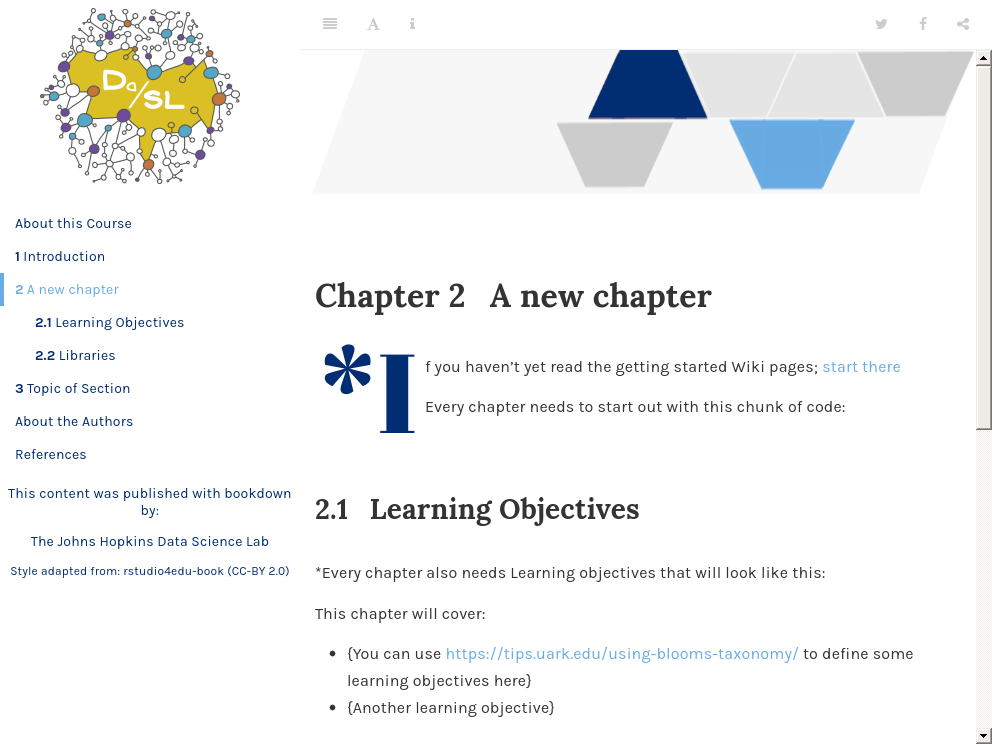 Da/SL
About this Course
1 Introduction
2 A new chapter
2.1 Learning Objectives
2.2 Libraries
3 Topic of Section
About the Authors
References
This content was published with bookdown
by:
The Johns Hopkins Data Science Lab
Style adapted from: rstudio4edu-book (CC-BY 2.0)
A
i
Chapter 2 A new chapter
*If you haven’t yet read the getting started Wiki pages; start there
Every chapter needs to start out with this chunk of code:
2.1 Learning Objectives
*Every chapter also needs Learning objectives that will look like this:
This chapter will cover:
• {You can use https://tips.uark.edu/using-blooms-taxonomy/ to define some
learning objectives here}
• {Another learning objective}